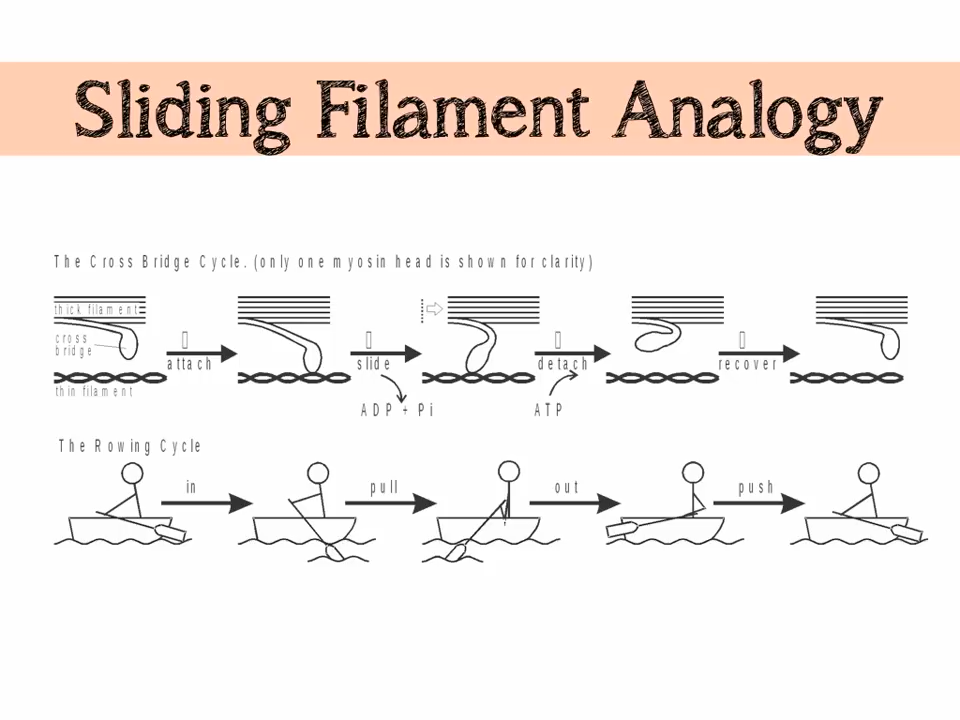 Sliding Filament Analogy
The Cross Bridge Cycle. (only one myosin head is shown for clarity)
thick filament
cross
bridge
thin filament
attach
slide
detach
recover
ADP + Pi
ATP
The Rowing Cycle
in
pull
out
push